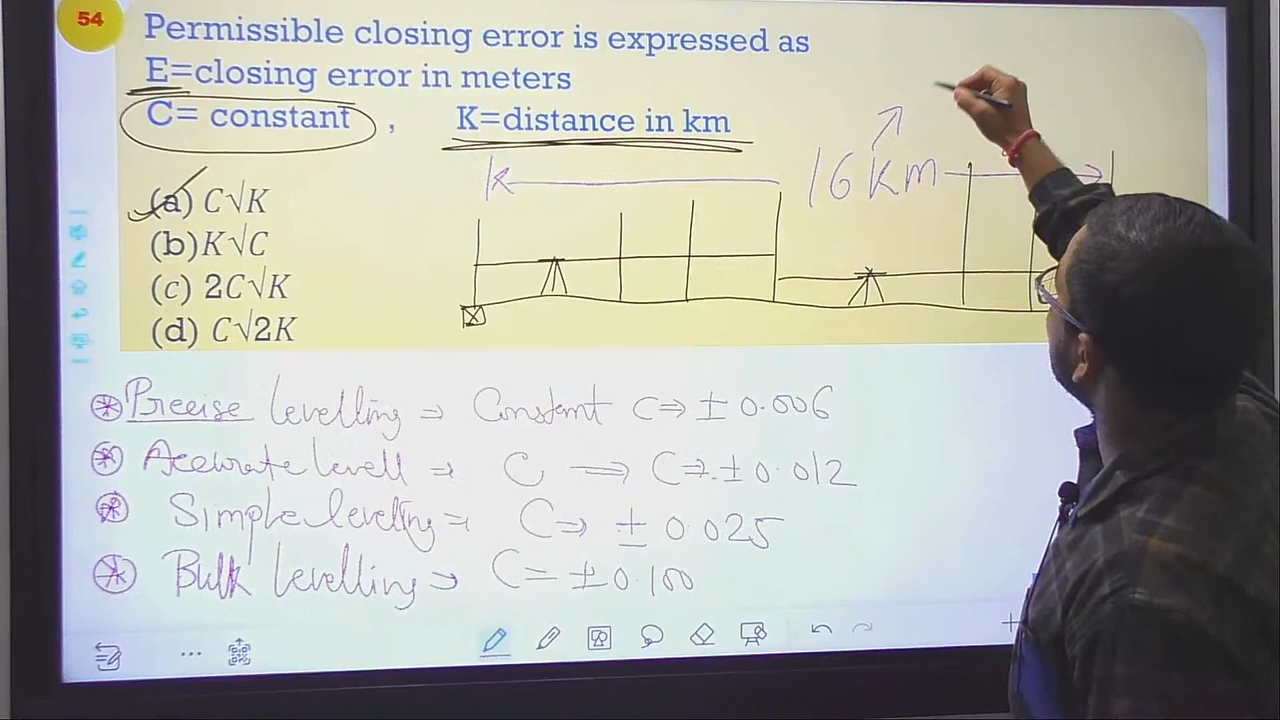 54
Permissible closing error is expressed as
E=closing error in meters
C= constant , K=distance in km
K 16 km
(a) C√K
(b) K√C
(c) 2C√K
(d) C√2K
Precise levelling ⇒ Constant C⇒ ± 0.006
Accurate levell ⇒ C → C⇒ ± 0.012
Simple levelling ⇒ C⇒ ± 0.025
Bulk levelling ⇒ C= ±0.100